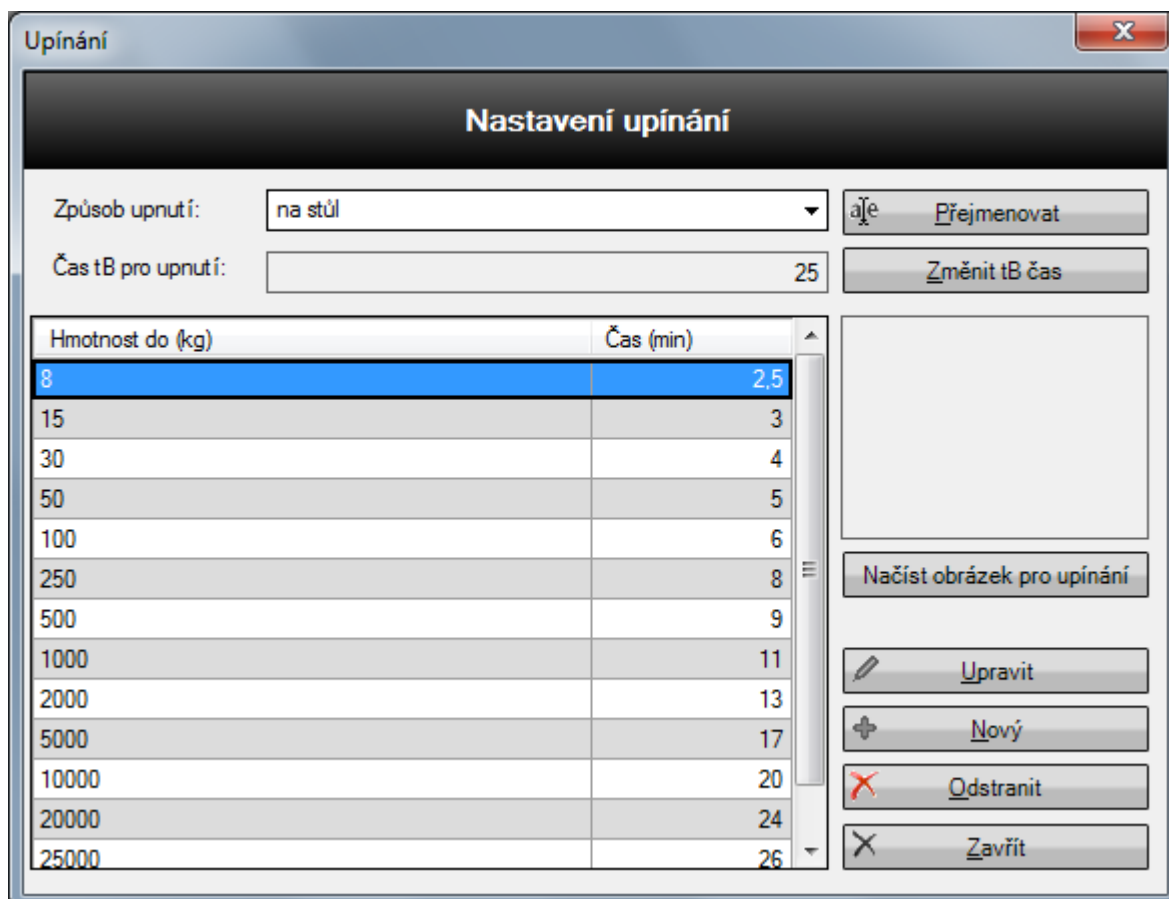 Upínání
Nastavení upínání
Způsob upnutí: na stůl Přejmenovat
Čas tB pro upnutí: 25 Změnit tB čas
Hmotnost do (kg) Čas (min)
8 2,5
15 3
30 4
50 5
100 6
250 8
500 9
1000 11
2000 13
5000 17
10000 20
20000 24
25000 26
Načíst obrázek pro upínání
Upravit
Nový
Odstranit
Zavřít